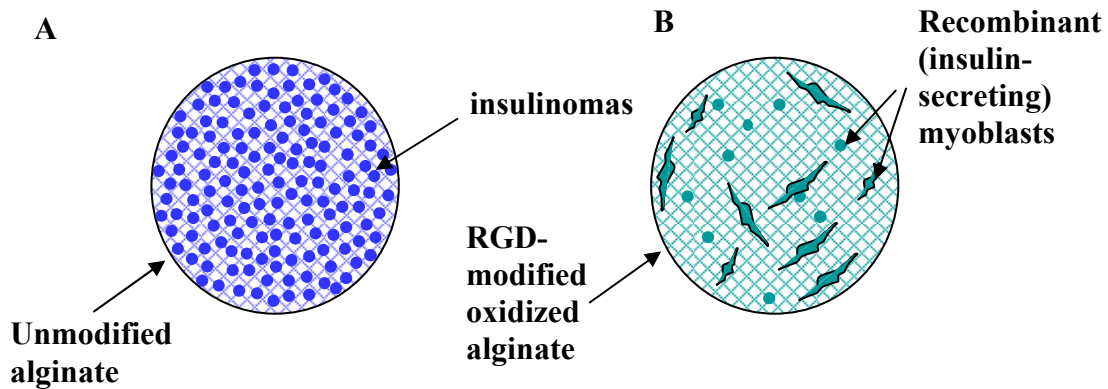 A
insulinomas
Unmodified
alginate
B
Recombinant
(insulin-
secreting)
myoblasts
RGD-
modified
oxidized
alginate